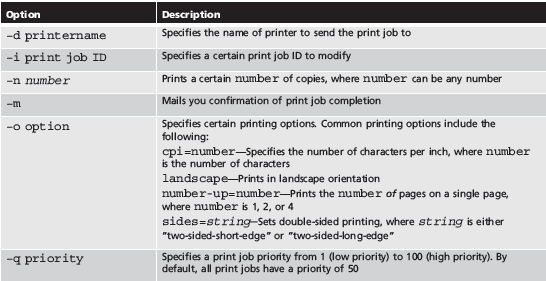 Option Description
-d printername Specifies the name of printer to send the print job to
-i print job ID Specifies a certain print job ID to modify
-n number Prints a certain number of copies, where number can be any number
-m Mails you confirmation of print job completion
-o option Specifies certain printing options. Common printing options include the
following:
cpi=number—Specifies the number of characters per inch, where number
is the number of characters
landscape—Prints in landscape orientation
number-up=number—Prints the number of pages on a single page,
where number is 1, 2, or 4
sides=string—Sets double-sided printing, where string is either
"two-sided-short-edge" or "two-sided-long-edge"
-q priority Specifies a print job priority from 1 (low priority) to 100 (high priority). By
default, all print jobs have a priority of 50